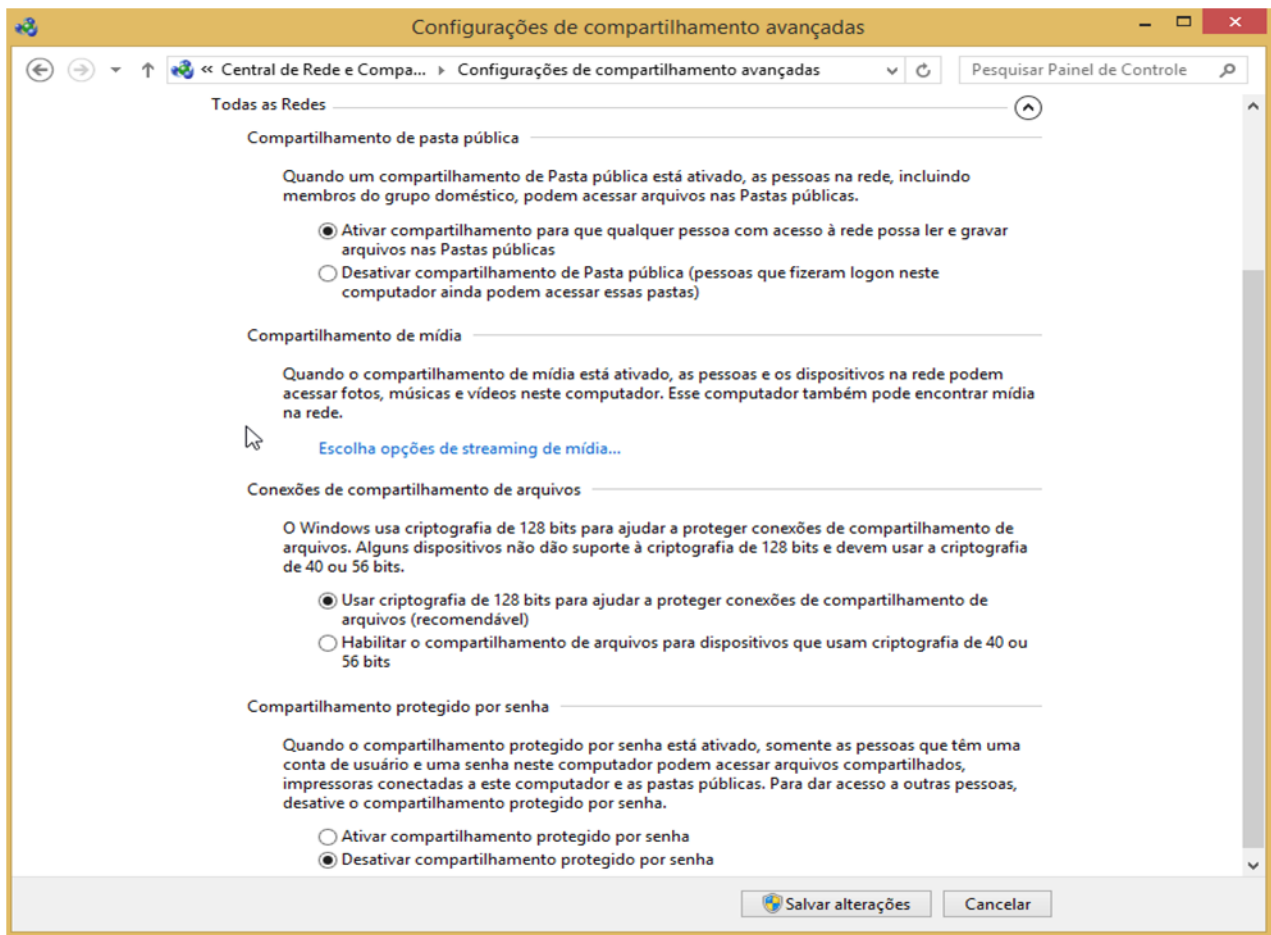 Configurações de compartilhamento avançadas
« Central de Rede e Compa... Configurações de compartilhamento avançadas Pesquisar Painel de Controle
Todas as Redes
Compartilhamento de pasta pública
Quando um compartilhamento de Pasta pública está ativado, as pessoas na rede, incluindo
membros do grupo doméstico, podem acessar arquivos nas Pastas públicas.
Ativar compartilhamento para que qualquer pessoa com acesso à rede possa ler e gravar
arquivos nas Pastas públicas
Desativar compartilhamento de Pasta pública (pessoas que fizeram logon neste
computador ainda podem acessar essas pastas)
Compartilhamento de mídia
Quando o compartilhamento de mídia está ativado, as pessoas e os dispositivos na rede podem
acessar fotos, músicas e vídeos neste computador. Esse computador também pode encontrar mídia
na rede.
Escolha opções de streaming de mídia...
Conexões de compartilhamento de arquivos
O Windows usa criptografia de 128 bits para ajudar a proteger conexões de compartilhamento de
arquivos. Alguns dispositivos não dão suporte à criptografia de 128 bits e devem usar a criptografia
de 40 ou 56 bits.
Usar criptografia de 128 bits para ajudar a proteger conexões de compartilhamento de
arquivos (recomendável)
Habilitar o compartilhamento de arquivos para dispositivos que usam criptografia de 40 ou
56 bits
Compartilhamento protegido por senha
Quando o compartilhamento protegido por senha está ativado, somente as pessoas que têm uma
conta de usuário e uma senha neste computador podem acessar arquivos compartilhados,
impressoras conectadas a este computador e as pastas públicas. Para dar acesso a outras pessoas,
desative o compartilhamento protegido por senha.
Ativar compartilhamento protegido por senha
Desativar compartilhamento protegido por senha
Salvar alterações Cancelar